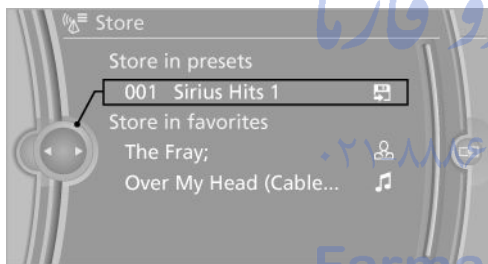 Store
Store in presets
001 Sirius Hits 1
Store in favorites
The Fray;
Over My Head (Cable...